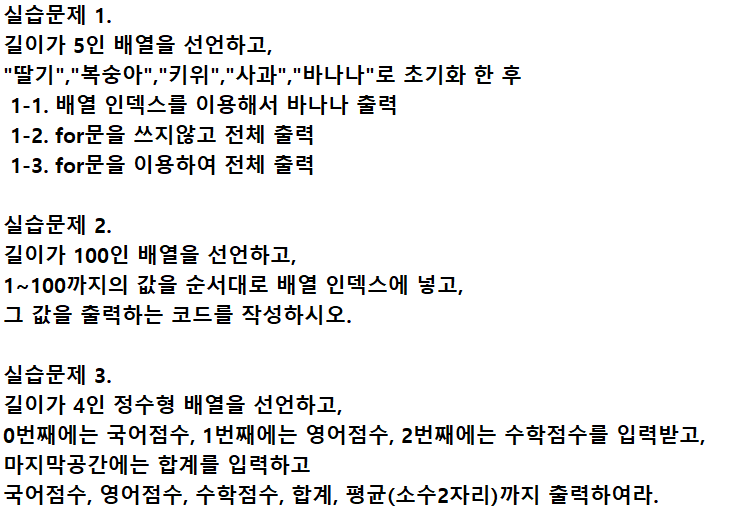 실습문제 1.
길이가 5인 배열을 선언하고,
"딸기","복숭아","키위","사과","바나나"로 초기화 한 후
1-1. 배열 인덱스를 이용해서 바나나 출력
1-2. for문을 쓰지않고 전체 출력
1-3. for문을 이용하여 전체 출력
실습문제 2.
길이가 100인 배열을 선언하고,
1~100까지의 값을 순서대로 배열 인덱스에 넣고,
그 값을 출력하는 코드를 작성하시오.
실습문제 3.
길이가 4인 정수형 배열을 선언하고,
0번째에는 국어점수, 1번째에는 영어점수, 2번째에는 수학점수를 입력받고,
마지막공간에는 합계를 입력하고
국어점수, 영어점수, 수학점수, 합계, 평균(소수2자리)까지 출력하여라.